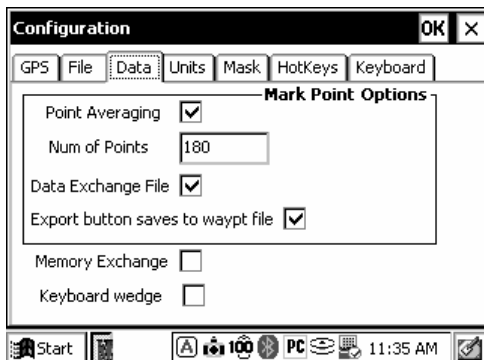 Configuration OK ×
GPS File Data Units Mask HotKeys Keyboard
Mark Point Options
Point Averaging
Num of Points 180
Data Exchange File
Export button saves to waypt file
Memory Exchange
Keyboard wedge
Start A 100 PC 11:35 AM